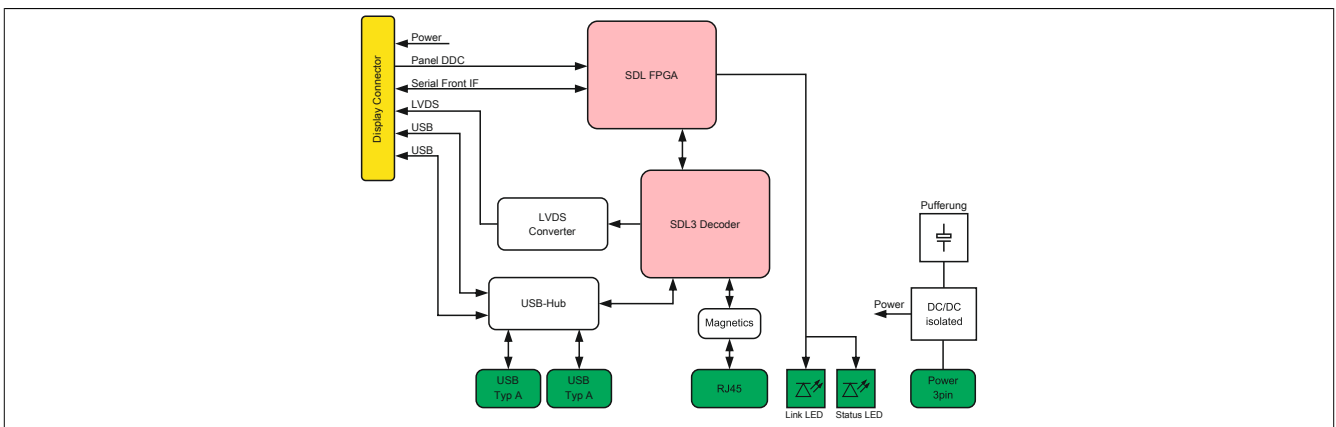 Display Connector
Power
Panel DDC
Serial Front IF
LVDS
USB
USB
SDL FPGA
SDL3 Decoder
LVDS
Converter
USB-Hub
Magnetics
USB
Typ A
USB
Typ A
RJ45
Link LED
Status LED
Pufferung
Power
DC/DC
isolated
Power
3pin